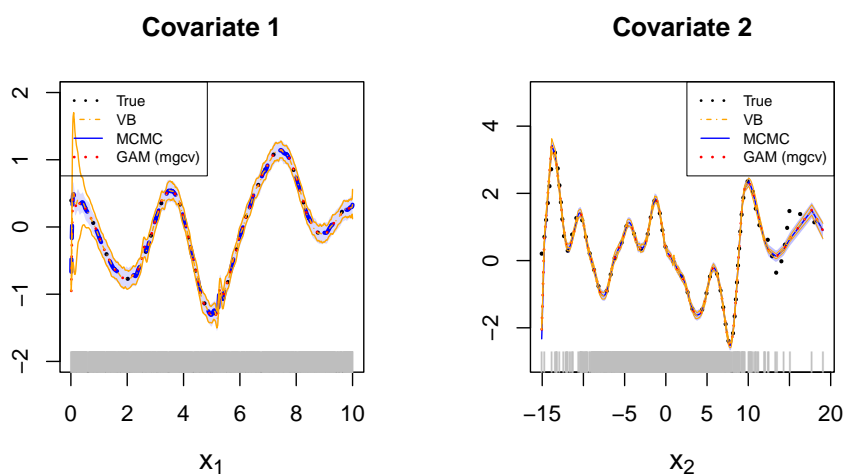 Covariate 1
True
VB
MCMC
GAM (mgcv)
2
1
0
−1
−2
0 2 4 6 8 10
x1
Covariate 2
True
VB
MCMC
GAM (mgcv)
4
2
0
−2
−15 −5 0 5 10 20
x2